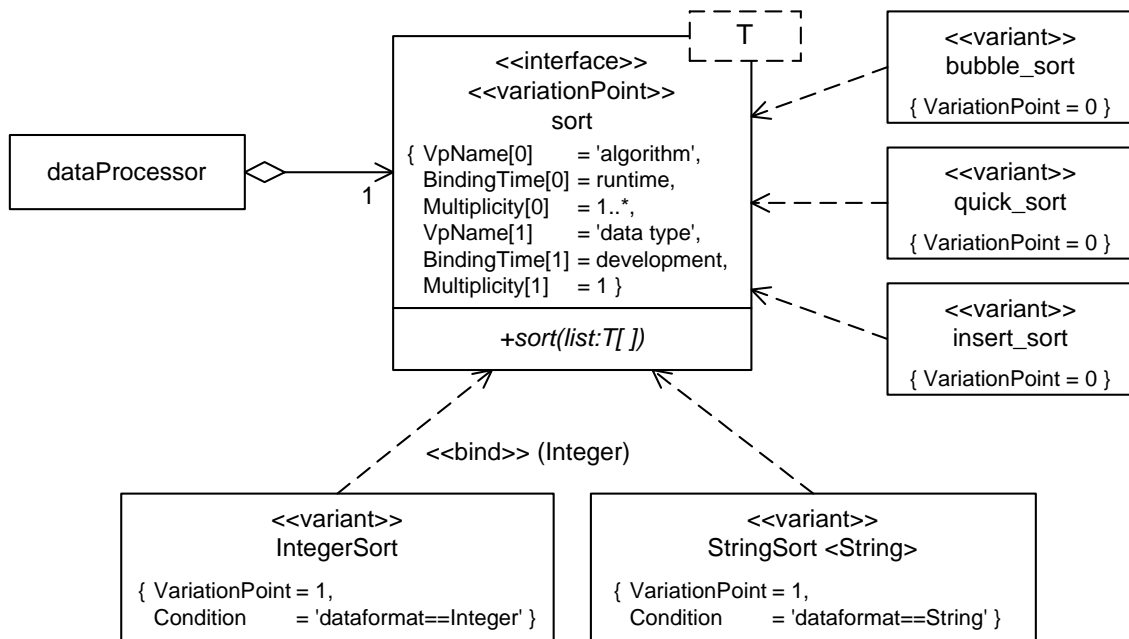 T
<<interface>>
<<variationPoint>>
sort
{ VpName[0] = 'algorithm',
BindingTime[0] = runtime,
Multiplicity[0] = 1..*,
VpName[1] = 'data type',
BindingTime[1] = development,
Multiplicity[1] = 1 }
+sort(list:T[ ])
dataProcessor
1
<<variant>>
bubble_sort
{ VariationPoint = 0 }
<<variant>>
quick_sort
{ VariationPoint = 0 }
<<variant>>
insert_sort
{ VariationPoint = 0 }
<<bind>> (Integer)
<<variant>>
IntegerSort
{ VariationPoint = 1,
Condition = 'dataformat==Integer' }
<<variant>>
StringSort <String>
{ VariationPoint = 1,
Condition = 'dataformat==String' }